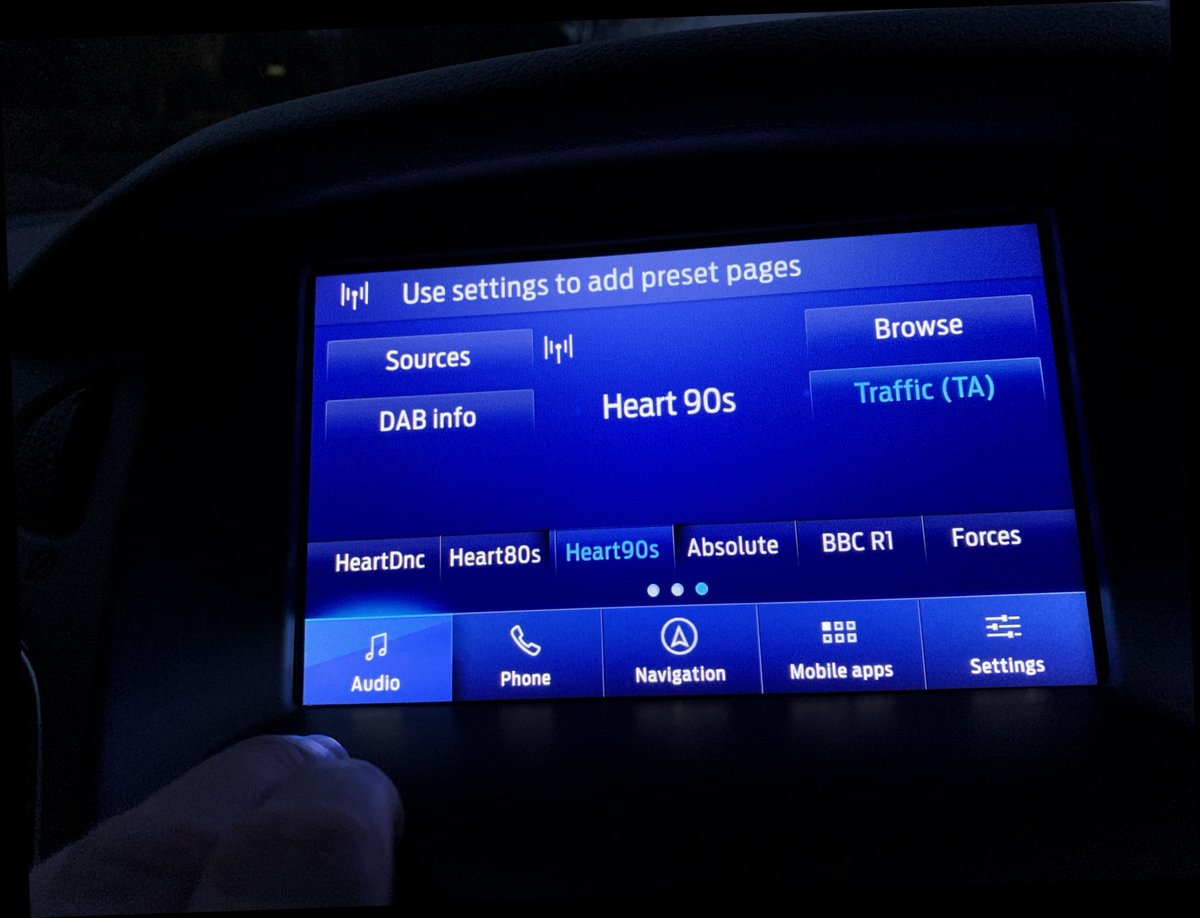 Use settings to add preset pages
Sources
Browse
DAB info
Heart 90s
Traffic (TA)
HeartDnc
Heart80s
Heart90s
Absolute
BBC R1
Forces
Audio
Phone
Navigation
Mobile apps
Settings